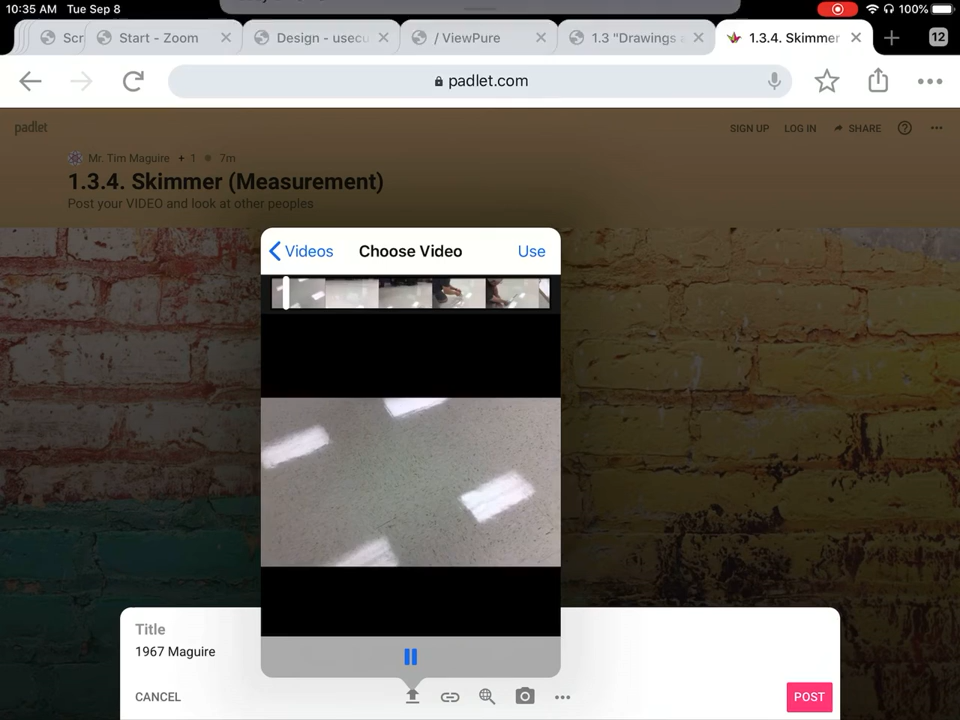 10:35 AM Tue Sep 8 100%
Scr Start - Zoom Design - usecu / ViewPure 1.3 "Drawings 1.3.4. Skimmer 12
padlet.com
padlet SIGN UP LOG IN SHARE
Mr. Tim Maguire + 1 7m
1.3.4. Skimmer (Measurement)
Post your VIDEO and look at other peoples
Videos Choose Video Use
Title
1967 Maguire
CANCEL POST